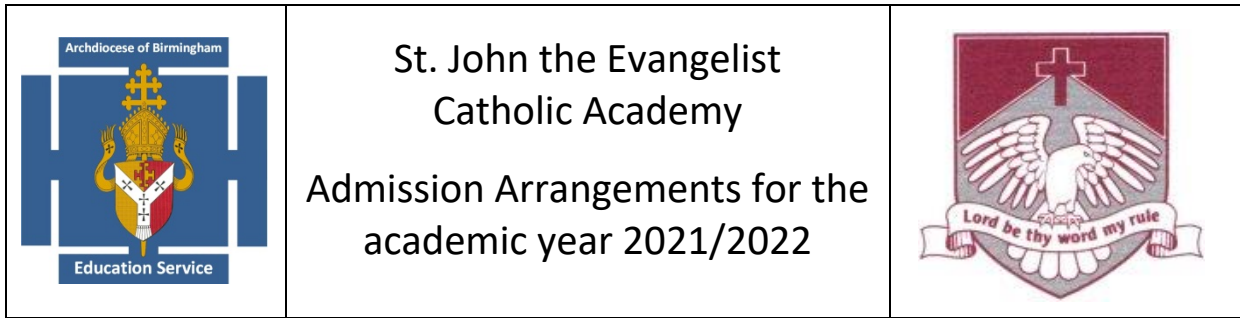 Archdiocese of Birmingham
Education Service
St. John the Evangelist
Catholic Academy
Admission Arrangements for the
academic year 2021/2022
Lord be thy word my rule